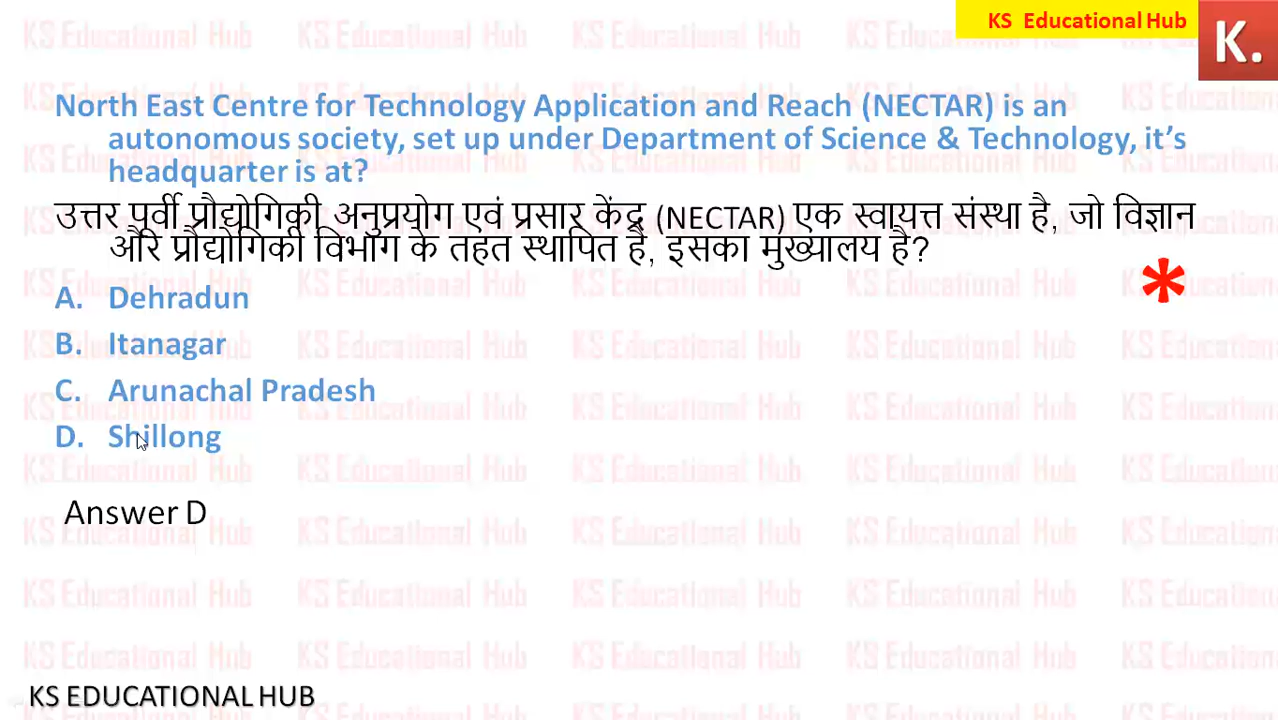 KS Educational Hub
K.
North East Centre for Technology Application and Reach (NECTAR) is an
autonomous society, set up under Department of Science & Technology, it’s
headquarter is at?
उत्तर पूर्वी प्रौद्योगिकी अनुप्रयोग एवं प्रसार केंद्र (NECTAR) एक स्वायत्त संस्था है, जो विज्ञान
और प्रौद्योगिकी विभाग के तहत स्थापित है, इसका मुख्यालय है?
*
A. Dehradun
B. Itanagar
C. Arunachal Pradesh
D. Shillong
Answer D
KS EDUCATIONAL HUB